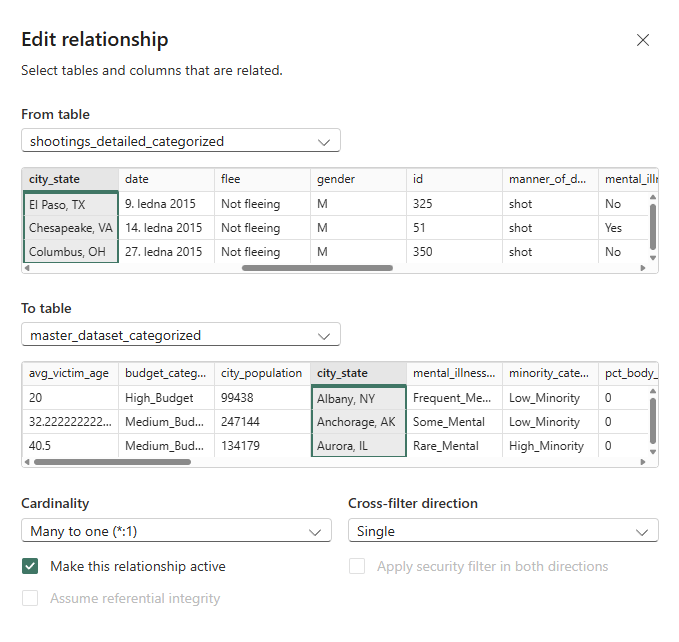 Edit relationship
Select tables and columns that are related.
From table
shootings_detailed_categorized
city_state date flee gender id manner_of_d... mental_illr
El Paso, TX 9. ledna 2015 Not fleeing M 325 shot No
Chesapeake, VA 14. ledna 2015 Not fleeing M 51 shot Yes
Columbus, OH 27. ledna 2015 Not fleeing M 350 shot No
To table
master_dataset_categorized
avg_victim_age budget_categ... city_population city_state mental_illness... minority_cate... pct_body_
20 High_Budget 99438 Albany, NY Frequent_Me... Low_Minority 0
32.222222222... Medium_Bud... 247144 Anchorage, AK Some_Mental Low_Minority 0
40.5 Medium_Bud... 134179 Aurora, IL Rare_Mental High_Minority 0
Cardinality Cross-filter direction
Many to one (*:1) Single
Make this relationship active Apply security filter in both directions
Assume referential integrity